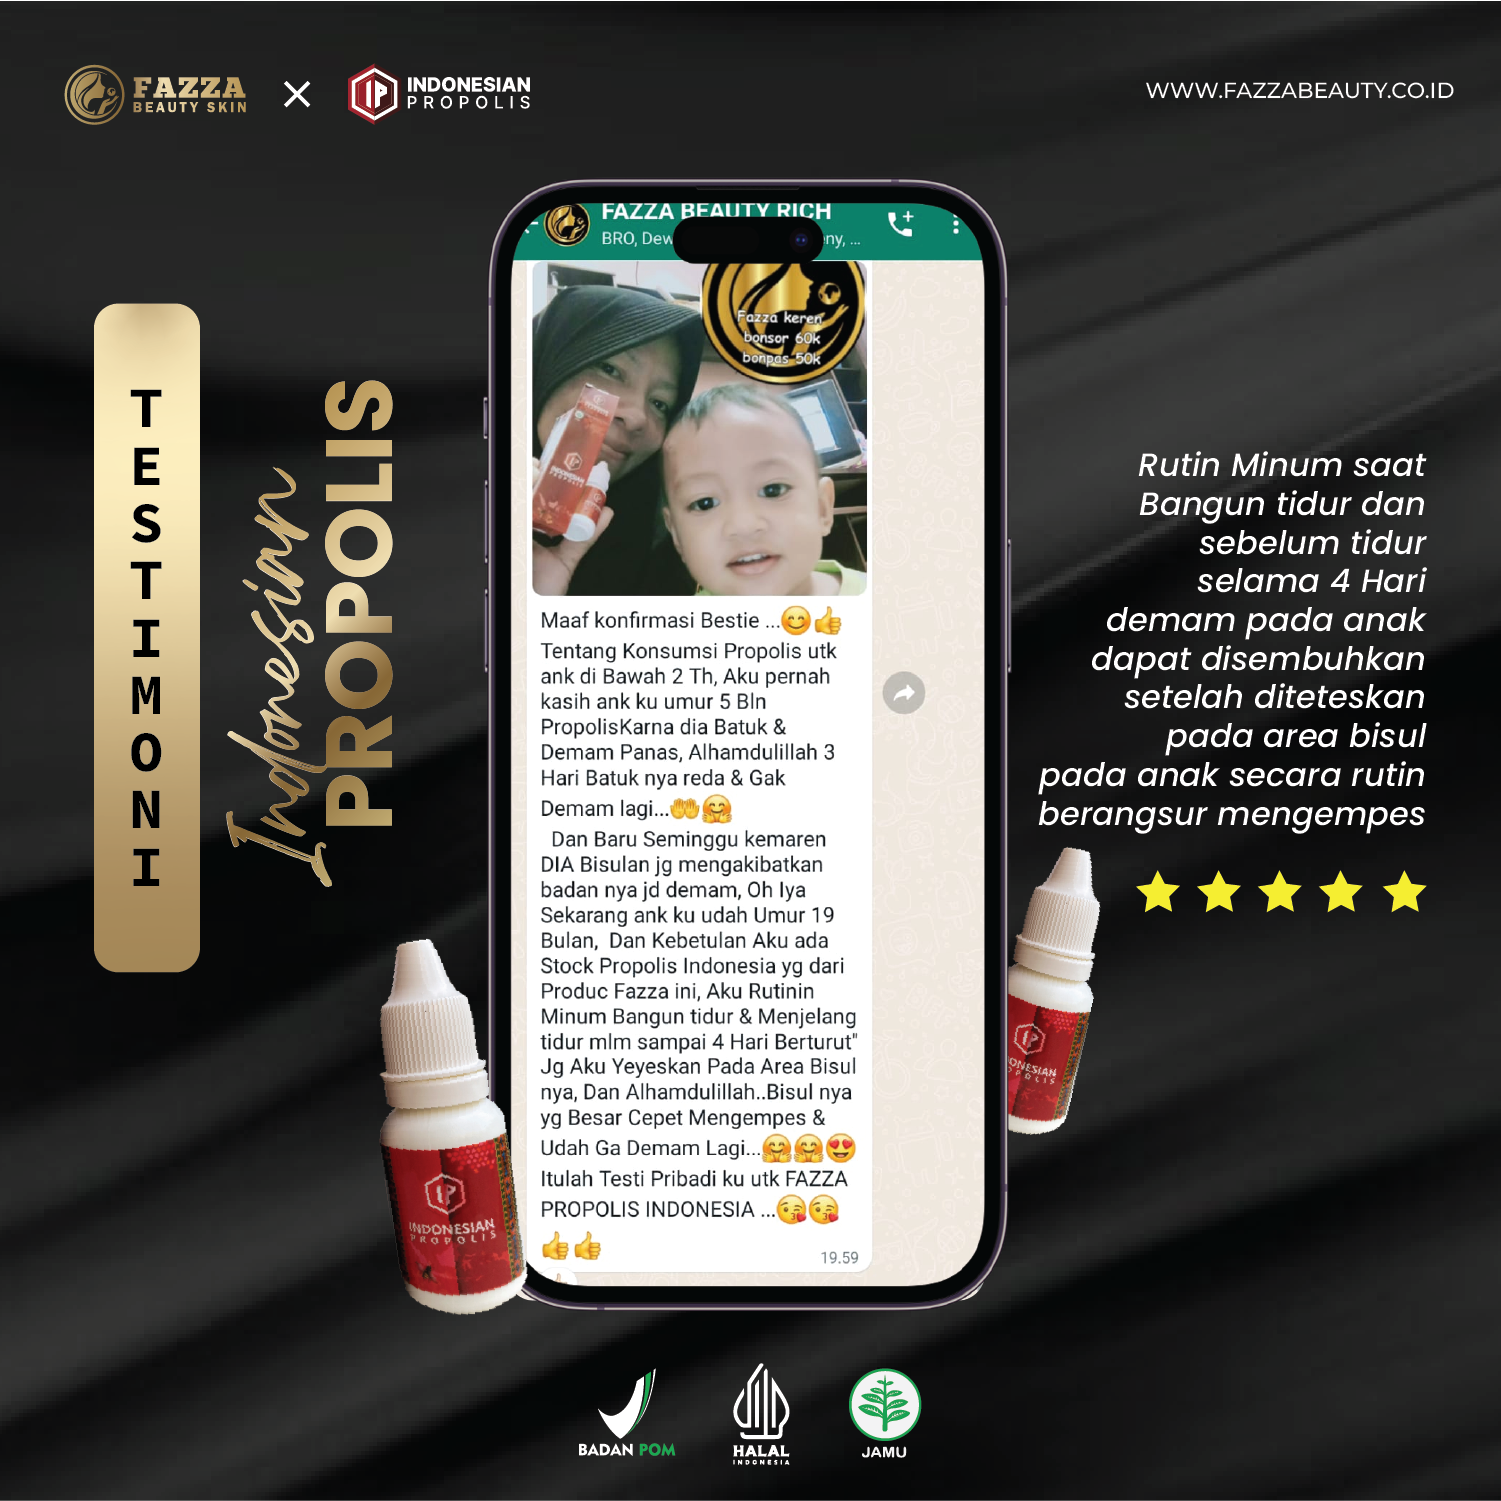 FAZZA
BEAUTY SKIN
INDONESIAN
PROPOLIS
WWW.FAZZABEAUTY.CO.ID
TESTIMONI
Indonesian
PROPOLIS
FAZZA BEAUTY RICH
BRO, Dew
ny, ...
Fazza keren
bonsor 60k
bonpas 50k
INDONESIAN
PROPOLIS
Maaf konfirmasi Bestie ...😊👍
Tentang Konsumsi Propolis utk
ank di Bawah 2 Th, Aku pernah
kasih ank ku umur 5 Bln
PropolisKarna dia Batuk &
Demam Panas, Alhamdulillah 3
Hari Batuk nya reda & Gak
Demam lagi...🤲🤗
Dan Baru Seminggu kemaren
DIA Bisulan jg mengakibatkan
badan nya jd demam, Oh Iya
Sekarang ank ku udah Umur 19
Bulan,  Dan Kebetulan Aku ada
Stock Propolis Indonesia yg dari
Produc Fazza ini, Aku Rutinin
Minum Bangun tidur & Menjelang
tidur mlm sampai 4 Hari Berturut"
Jg Aku Yeyeskan Pada Area Bisul
nya, Dan Alhamdulillah..Bisul nya
yg Besar Cepet Mengempes &
Udah Ga Demam Lagi...🤗🤗😍
Itulah Testi Pribadi ku utk FAZZA
PROPOLIS INDONESIA ...😘😘
👍👍
19.59
Rutin Minum saat
Bangun tidur dan
sebelum tidur
selama 4 Hari
demam pada anak
dapat disembuhkan
setelah diteteskan
pada area bisul
pada anak secara rutin
berangsur mengempes
INDONESIAN
PROPOLIS
BADAN POM
HALAL
INDONESIA
JAMU